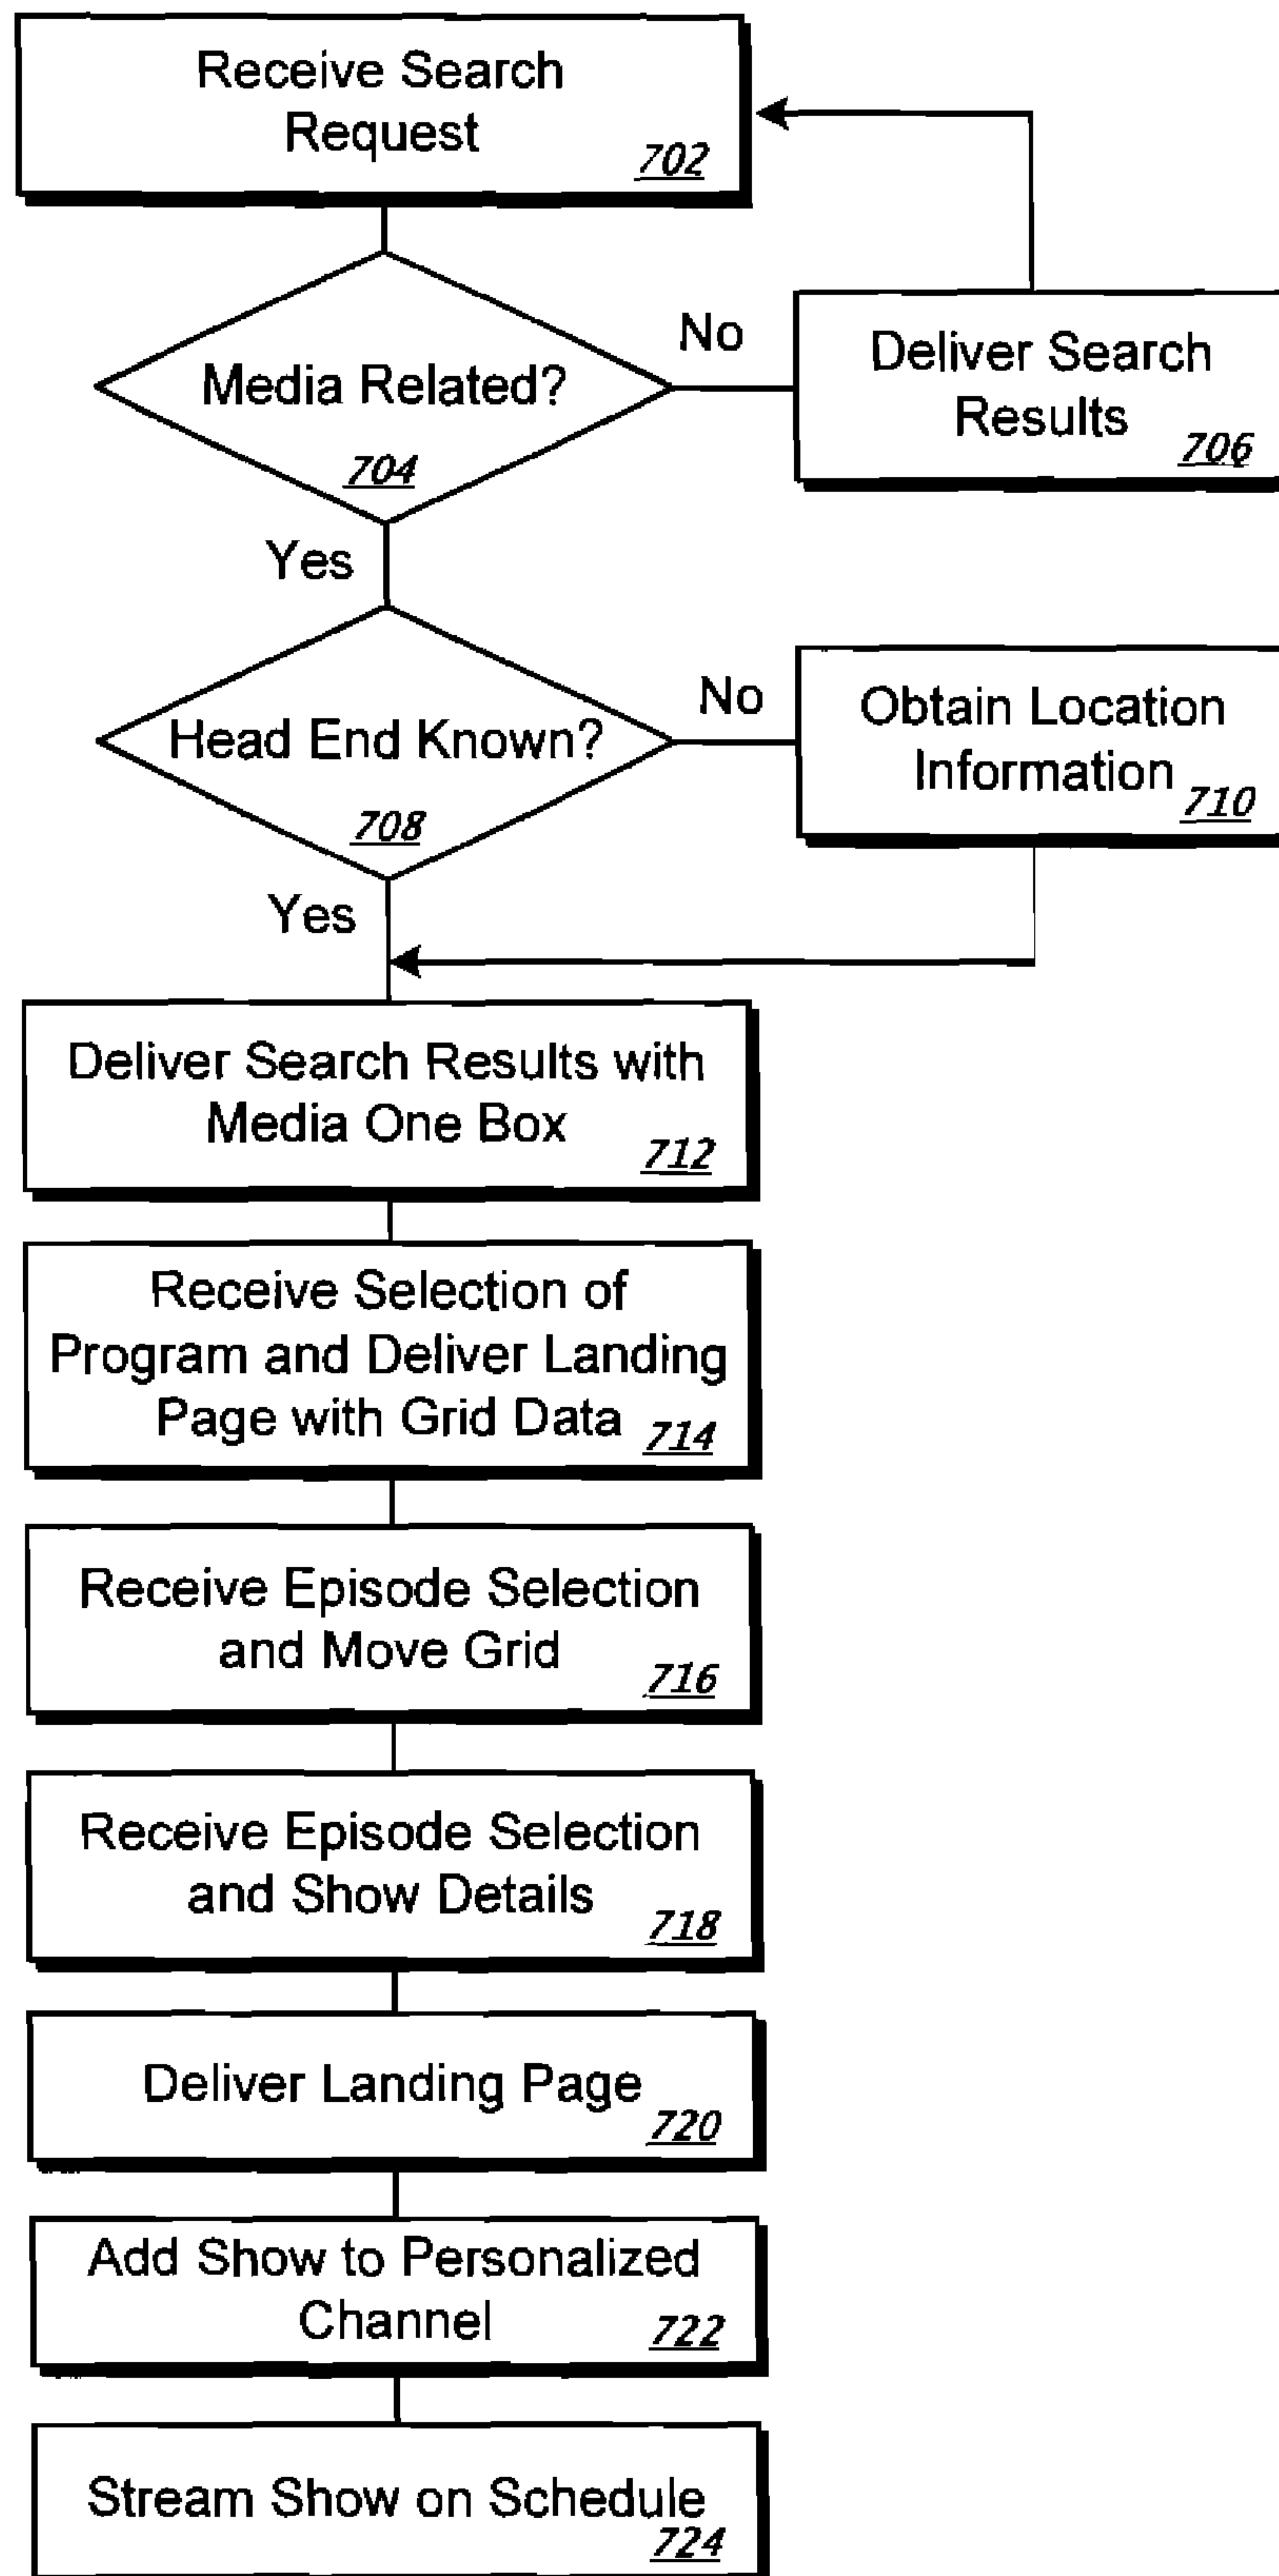 Receive Search
Request
702
Media Related?
704
No
Deliver Search
Results
706
Yes
Head End Known?
708
No
Obtain Location
Information
710
Yes
Deliver Search Results with
Media One Box
712
Receive Selection of
Program and Deliver Landing
Page with Grid Data
714
Receive Episode Selection
and Move Grid
716
Receive Episode Selection
and Show Details
718
Deliver Landing Page
720
Add Show to Personalized
Channel
722
Stream Show on Schedule
724